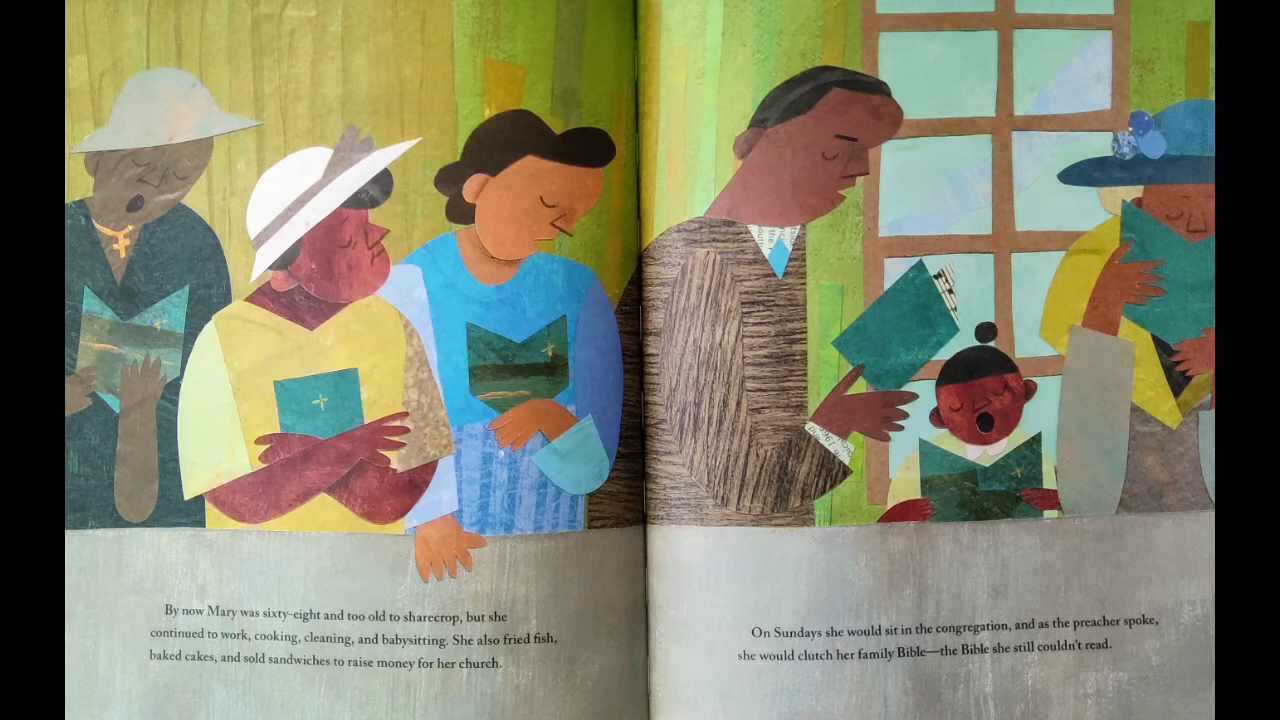 By now Mary was sixty-eight and too old to sharecrop, but she
continued to work, cooking, cleaning, and babysitting. She also fried fish,
baked cakes, and sold sandwiches to raise money for her church.
On Sundays she would sit in the congregation, and as the preacher spoke,
she would clutch her family Bible—the Bible she still couldn't read.